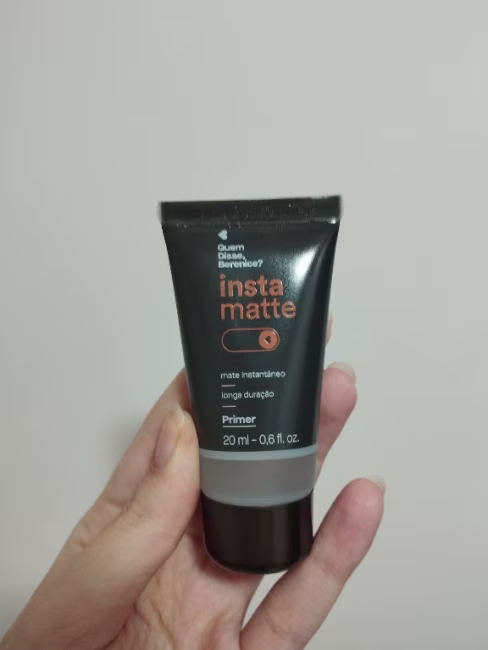 Quem
Disse,
Berenice?
insta
matte
mate instantâneo
longa duração
Primer
20 ml - 0,6 fl. oz.